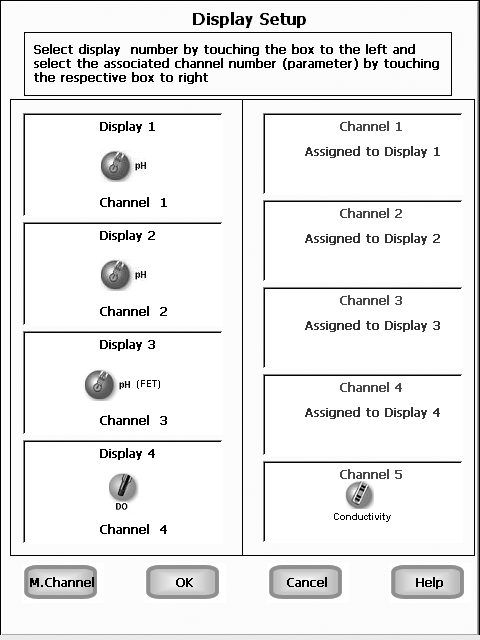 Display Setup
Select display number by touching the box to the left and
select the associated channel number (parameter) by touching
the respective box to right
Display 1
pH
Channel 1
Display 2
pH
Channel 2
Display 3
pH (FET)
Channel 3
Display 4
DO
Channel 4
Channel 1
Assigned to Display 1
Channel 2
Assigned to Display 2
Channel 3
Assigned to Display 3
Channel 4
Assigned to Display 4
Channel 5
Conductivity
M.Channel
OK
Cancel
Help